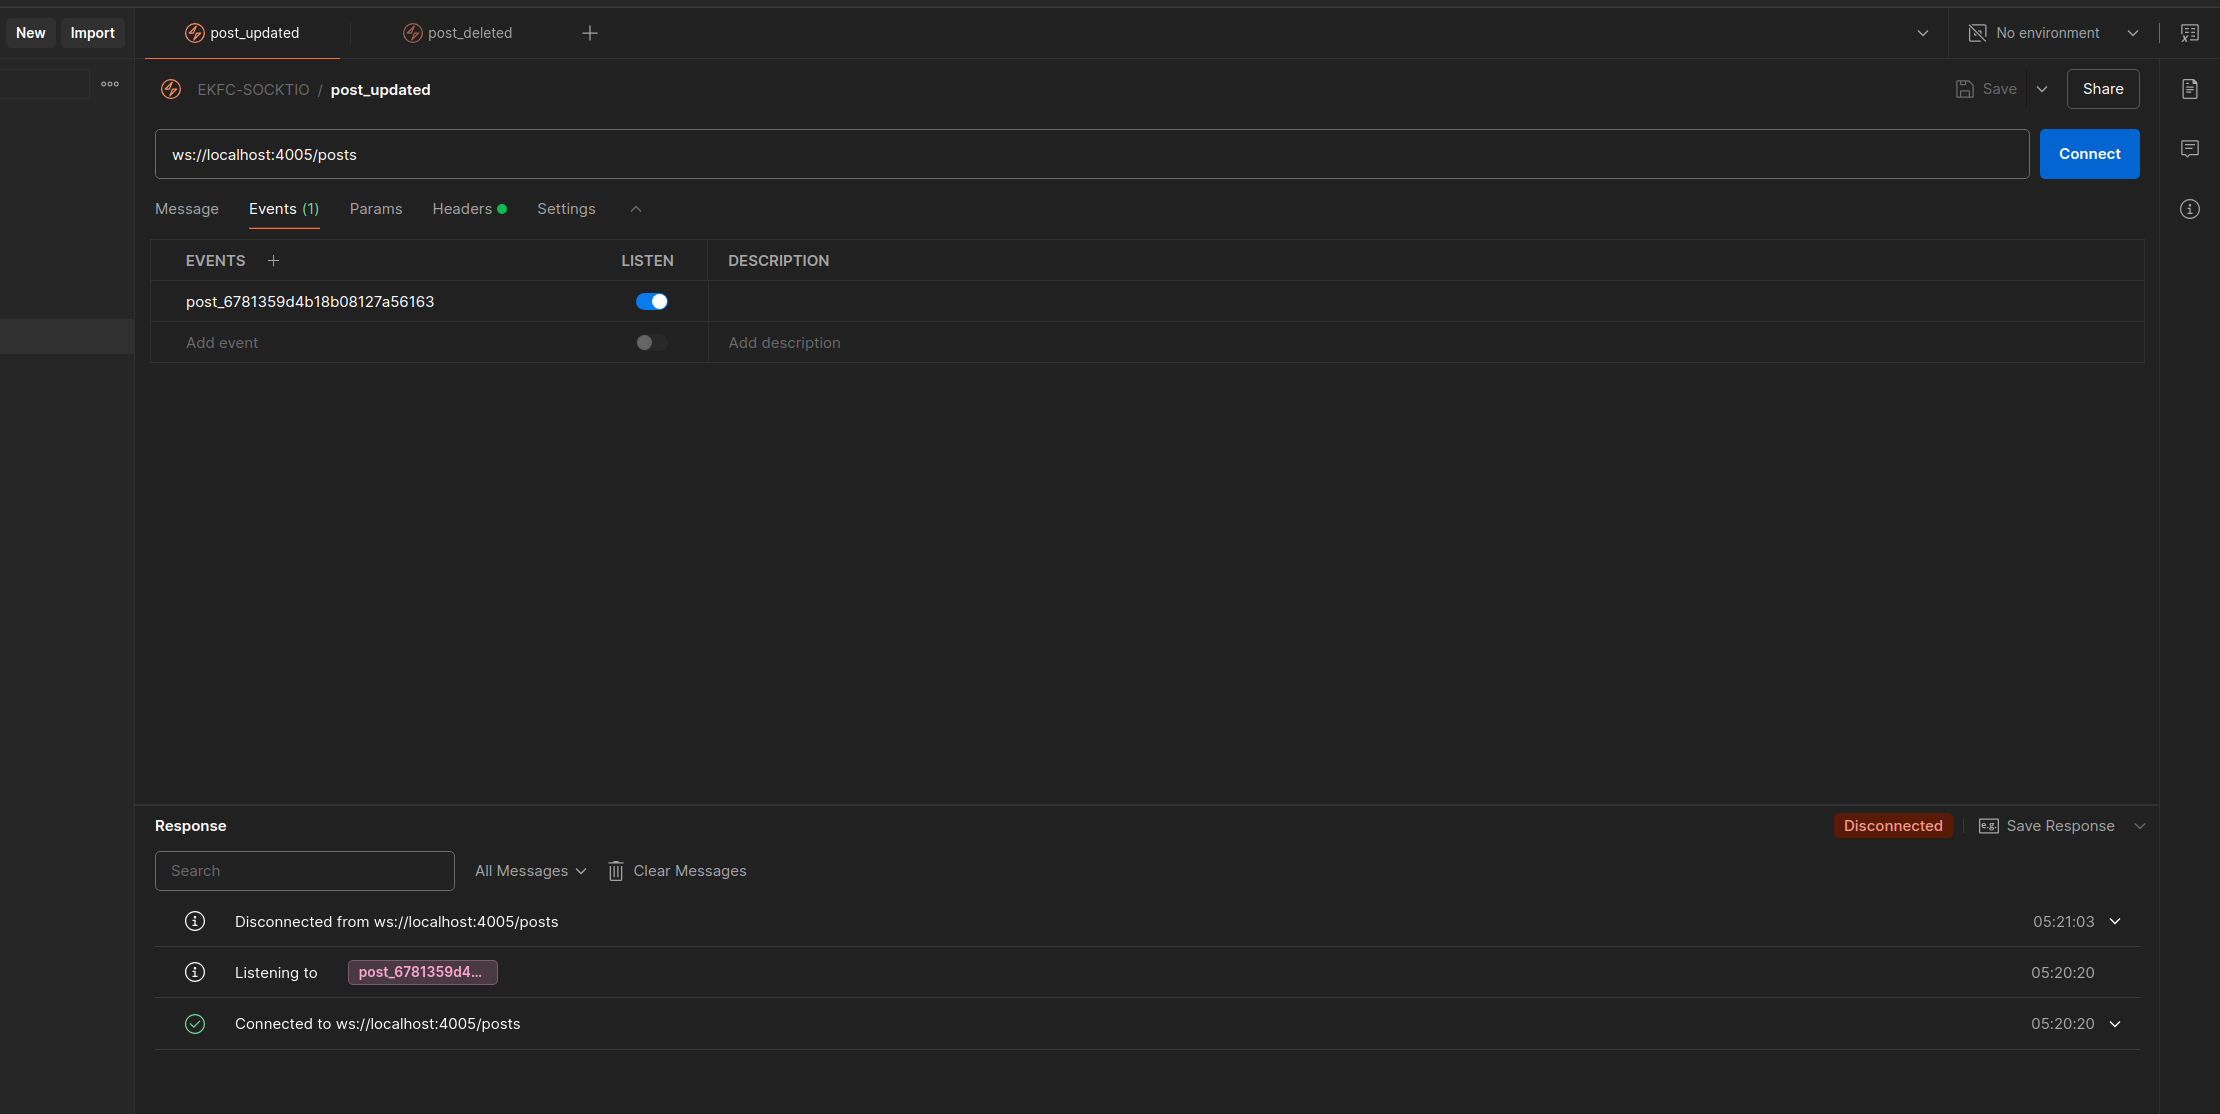 New Import post_updated post_deleted No environment
EKFC-SOCKTIO / post_updated Save Share
ws://localhost:4005/posts Connect
Message Events (1) Params Headers Settings
EVENTS LISTEN DESCRIPTION
post_6781359d4b18b08127a56163
Add event Add description
Response Disconnected e.g. Save Response
Search All Messages Clear Messages
Disconnected from ws://localhost:4005/posts 05:21:03
Listening to post_6781359d4... 05:20:20
Connected to ws://localhost:4005/posts 05:20:20